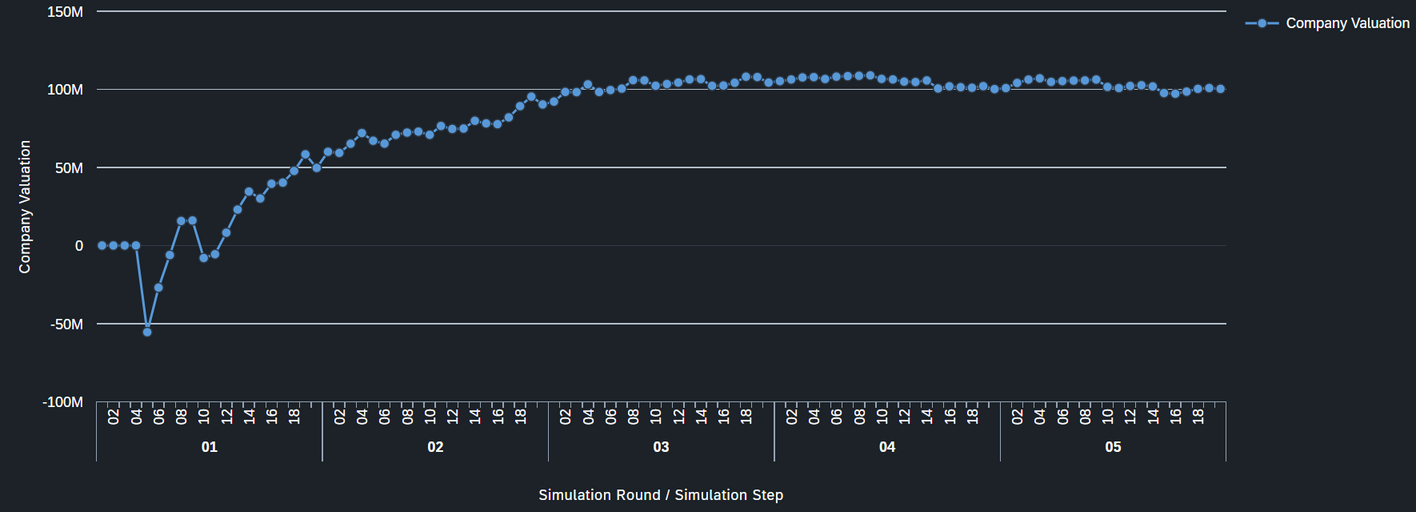 150M
Company Valuation
100M
50M
0
-50M
-100M
Company Valuation
02 04 06 08 10 12 14 16 18 02 04 06 08 10 12 14 16 18 02 04 06 08 10 12 14 16 18 02 04 06 08 10 12 14 16 18 02 04 06 08 10 12 14 16 18
01 02 03 04 05
Simulation Round / Simulation Step